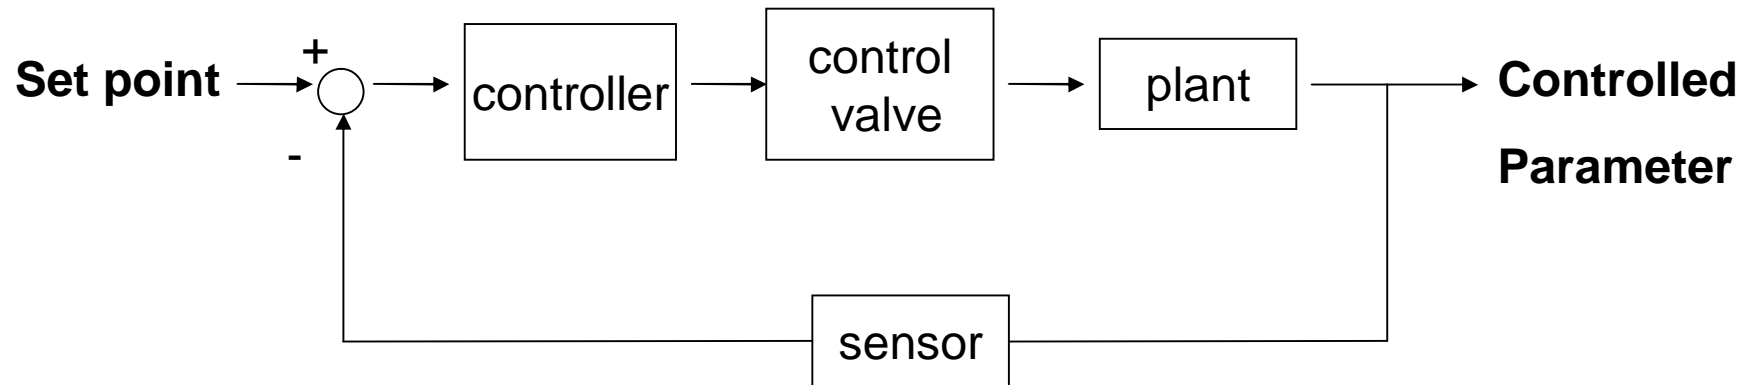 Set point
+
-
controller
control
valve
plant
Controlled
Parameter
sensor